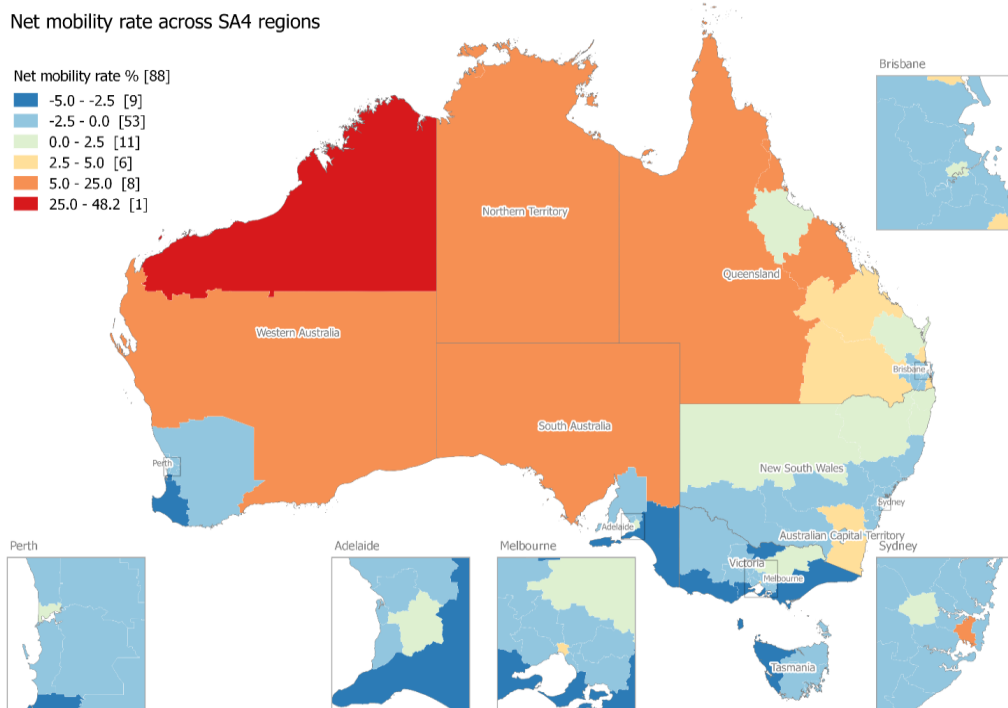 Net mobility rate across SA4 regions
Net mobility rate % [88]
-5.0 - -2.5 [9]
-2.5 - 0.0 [53]
0.0 - 2.5 [11]
2.5 - 5.0 [6]
5.0 - 25.0 [8]
25.0 - 48.2 [1]
Brisbane
Northern Territory
Queensland
Western Australia
Brisbane
South Australia
Perth
New South Wales
Sydney
Adelaide
Australian Capital Territory
Perth
Adelaide
Melbourne
Sydney
Victoria
Melbourne
Tasmania